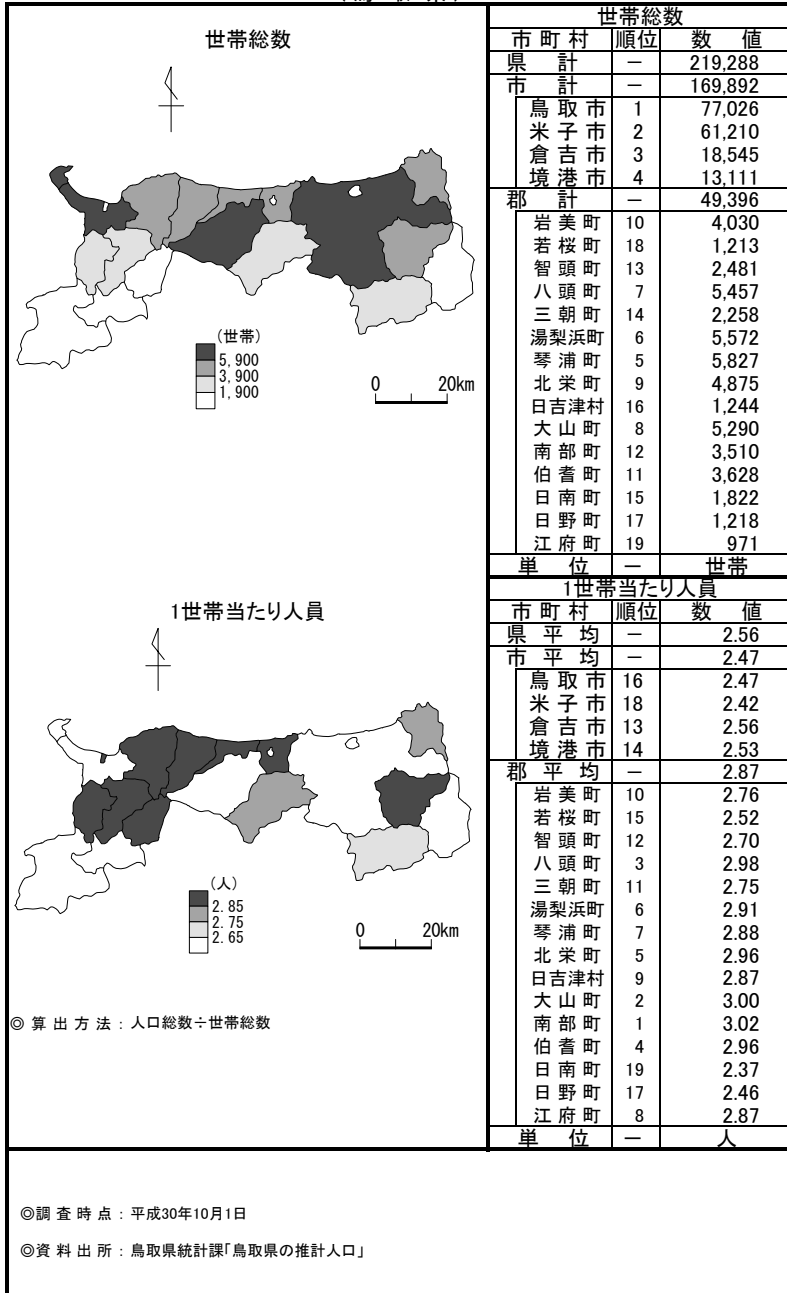 世帯総数
(世帯)
5,900
3,900
1,900
0 20km
世帯総数
市町村 順位 数値
県計 － 219,288
市計 － 169,892
鳥取市 1 77,026
米子市 2 61,210
倉吉市 3 18,545
境港市 4 13,111
郡計 － 49,396
岩美町 10 4,030
若桜町 18 1,213
智頭町 13 2,481
八頭町 7 5,457
三朝町 14 2,258
湯梨浜町 6 5,572
琴浦町 5 5,827
北栄町 9 4,875
日吉津村 16 1,244
大山町 8 5,290
南部町 12 3,510
伯耆町 11 3,628
日南町 15 1,822
日野町 17 1,218
江府町 19 971
単位 － 世帯
1世帯当たり人員
(人)
2.85
2.75
2.65
0 20km
◎算出方法：人口総数÷世帯総数
1世帯当たり人員
市町村 順位 数値
県平均 － 2.56
市平均 － 2.47
鳥取市 16 2.47
米子市 18 2.42
倉吉市 13 2.56
境港市 14 2.53
郡平均 － 2.87
岩美町 10 2.76
若桜町 15 2.52
智頭町 12 2.70
八頭町 3 2.98
三朝町 11 2.75
湯梨浜町 6 2.91
琴浦町 7 2.88
北栄町 5 2.96
日吉津村 9 2.87
大山町 2 3.00
南部町 1 3.02
伯耆町 4 2.96
日南町 19 2.37
日野町 17 2.46
江府町 8 2.87
単位 － 人
◎調査時点：平成30年10月1日
◎資料出所：鳥取県統計課「鳥取県の推計人口」